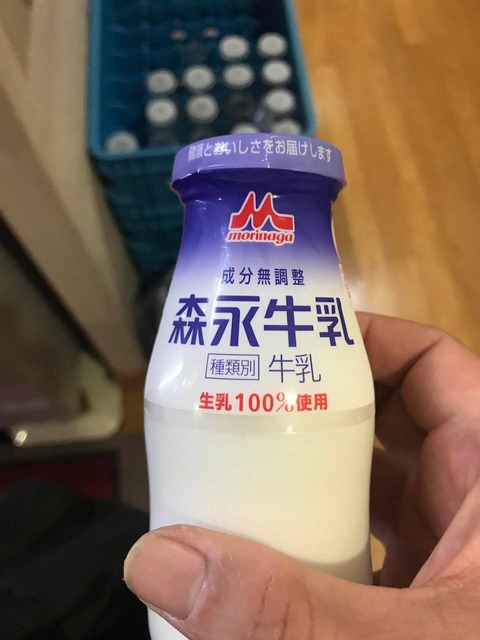 健康とおいしさをお届けします
morinaga
成分無調整
森永牛乳
種類別 牛乳
生乳100%使用